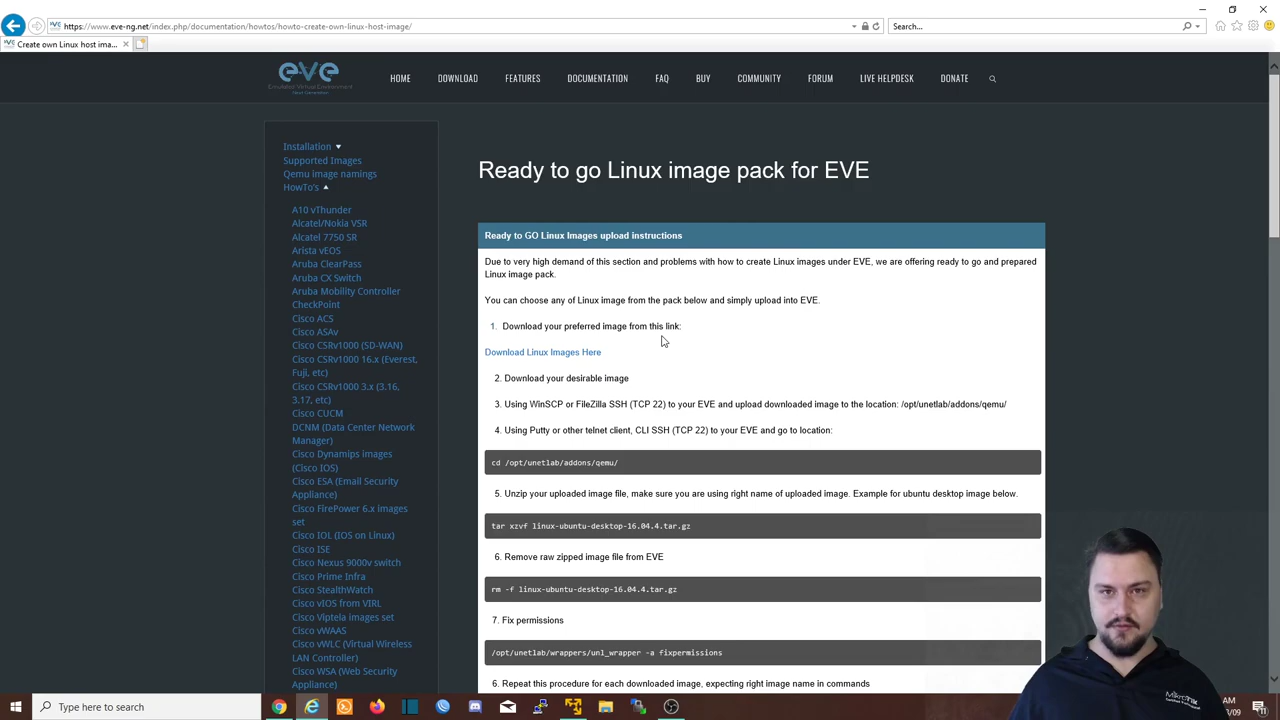 https://www.eve-ng.net/index.php/documentation/howtos/howto-create-own-linux-host-image/
Search...
Create own Linux host ima...
eve
Emulated Virtual Environment
Next Generation
HOME
DOWNLOAD
FEATURES
DOCUMENTATION
FAQ
BUY
COMMUNITY
FORUM
LIVE HELPDESK
DONATE
Installation
Supported Images
Qemu image namings
HowTo's
A10 vThunder
Alcatel/Nokia VSR
Alcatel 7750 SR
Arista vEOS
Aruba ClearPass
Aruba CX Switch
Aruba Mobility Controller
CheckPoint
Cisco ACS
Cisco ASAv
Cisco CSRv1000 (SD-WAN)
Cisco CSRv1000 16.x (Everest,
Fuji, etc)
Cisco CSRv1000 3.x (3.16,
3.17, etc)
Cisco CUCM
DCNM (Data Center Network
Manager)
Cisco Dynamips images
(Cisco IOS)
Cisco ESA (Email Security
Appliance)
Cisco FirePower 6.x images
set
Cisco IOL (IOS on Linux)
Cisco ISE
Cisco Nexus 9000v switch
Cisco Prime Infra
Cisco StealthWatch
Cisco vIOS from VIRL
Cisco Viptela images set
Cisco vWAAS
Cisco vWLC (Virtual Wireless
LAN Controller)
Cisco WSA (Web Security
Appliance)
Ready to go Linux image pack for EVE
Ready to GO Linux Images upload instructions
Due to very high demand of this section and problems with how to create Linux images under EVE, we are offering ready to go and prepared
Linux image pack.
You can choose any of Linux image from the pack below and simply upload into EVE.
1. Download your preferred image from this link:
Download Linux Images Here
2. Download your desirable image
3. Using WinSCP or FileZilla SSH (TCP 22) to your EVE and upload downloaded image to the location: /opt/unetlab/addons/qemu/
4. Using Putty or other telnet client, CLI SSH (TCP 22) to your EVE and go to location:
cd /opt/unetlab/addons/qemu/
5. Unzip your uploaded image file, make sure you are using right name of uploaded image. Example for ubuntu desktop image below.
tar xzvf linux-ubuntu-desktop-16.04.4.tar.gz
6. Remove raw zipped image file from EVE
rm -f linux-ubuntu-desktop-16.04.4.tar.gz
7. Fix permissions
/opt/unetlab/wrappers/unl_wrapper -a fixpermissions
6. Repeat this procedure for each downloaded image, expecting right image name in commands
Type here to search
AM
/09
MikroTik